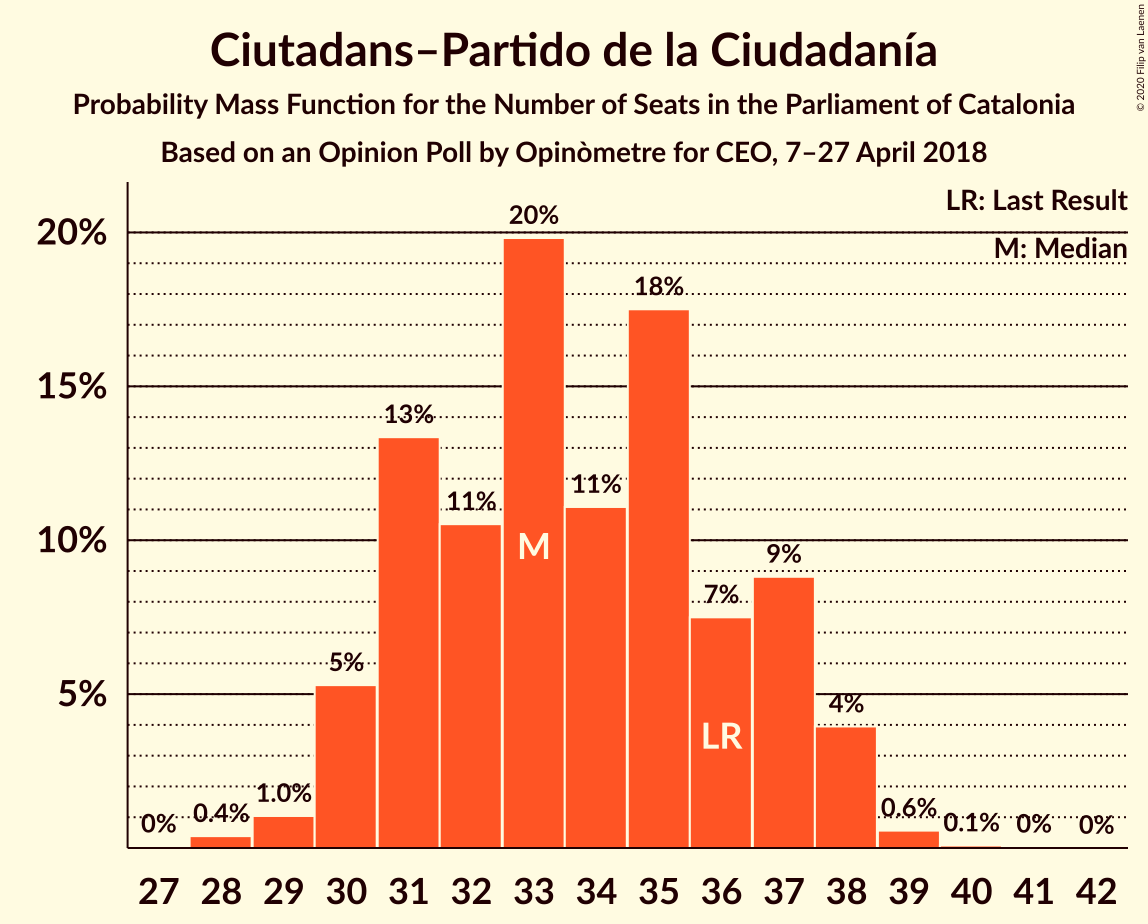 Ciutadans–Partido de la Ciudadanía
Probability Mass Function for the Number of Seats in the Parliament of Catalonia
Based on an Opinion Poll by Opinòmetre for CEO, 7–27 April 2018
© 2020 Filip van Laenen
LR: Last Result
M: Median
20%
15%
10%
5%
0%
0.4%
1.0%
5%
13%
11%
20%
11%
18%
7%
9%
4%
0.6%
0.1%
0%
0%
M
LR
27 28 29 30 31 32 33 34 35 36 37 38 39 40 41 42